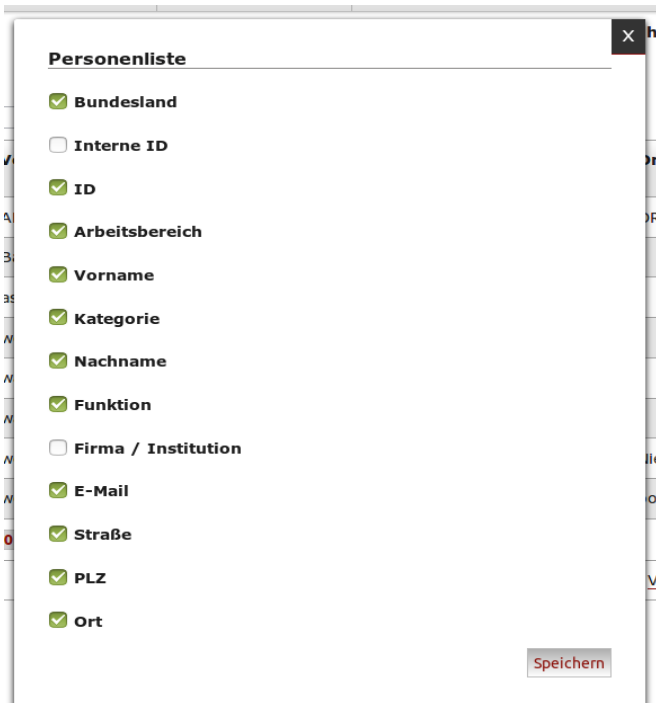 X
Personenliste
Bundesland
Interne ID
ID
Arbeitsbereich
Vorname
Kategorie
Nachname
Funktion
Firma / Institution
E-Mail
Straße
PLZ
Ort
Speichern